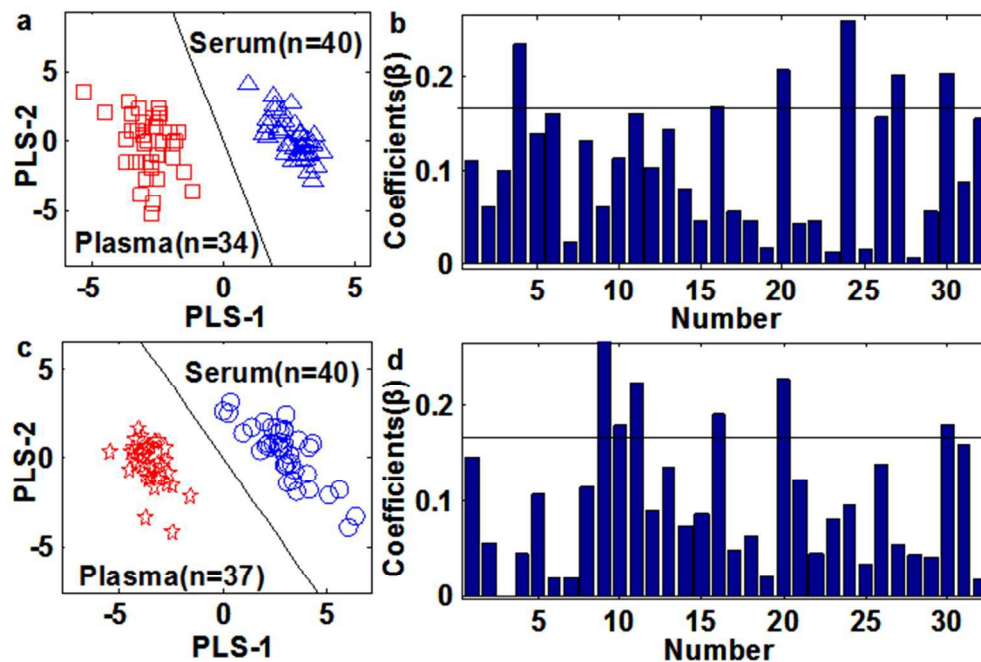 a
Serum(n=40)
5
0
-5
PLS-2
Plasma(n=34)
-5
0
5
PLS-1
b
0.2
0.1
0
Coefficients(β)
5
10
15
20
25
30
Number
c
Serum(n=40)
5
0
-5
PLS-2
Plasma(n=37)
-5
0
5
PLS-1
d
0.2
0.1
0
Coefficients(β)
5
10
15
20
25
30
Number